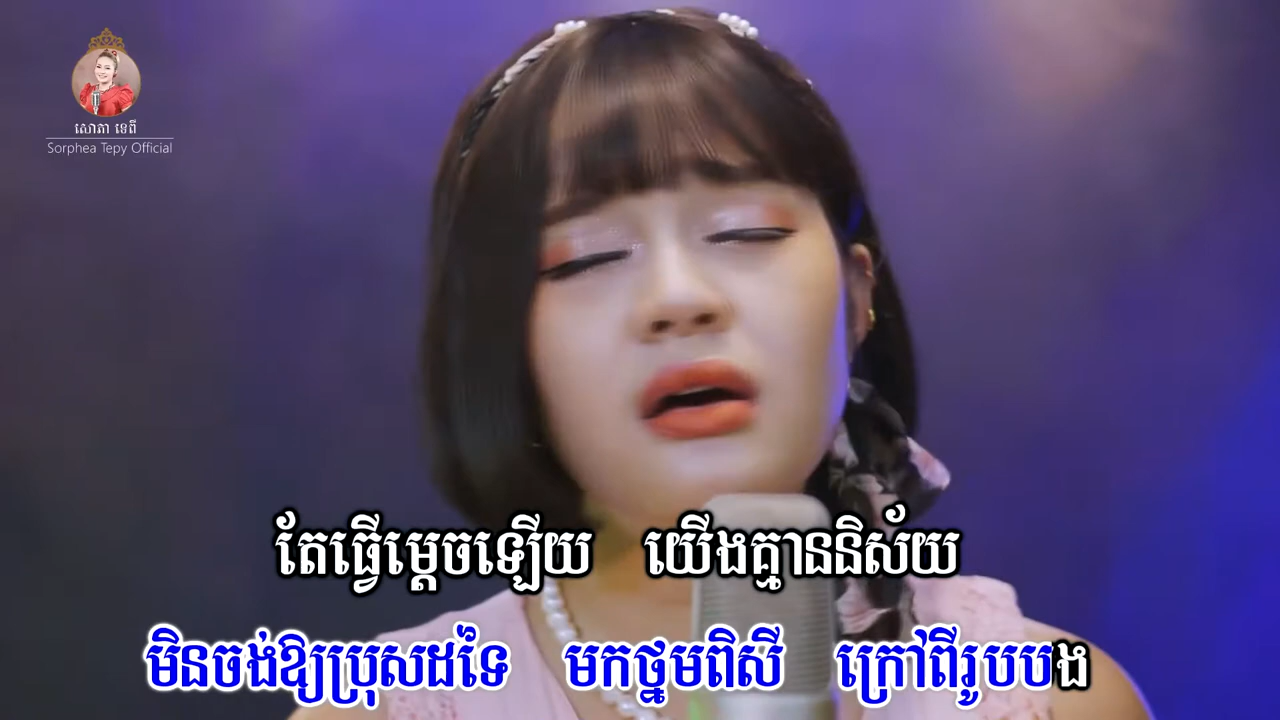 សោភា ទេពី
Sorphea Tepy Official
តែធ្វើម្ដេចឡើយ យើងគ្មាននិស័យ
មិនចង់ឱ្យប្រុសដទៃ មកថ្នមពិសី ក្រៅពីរូបបង